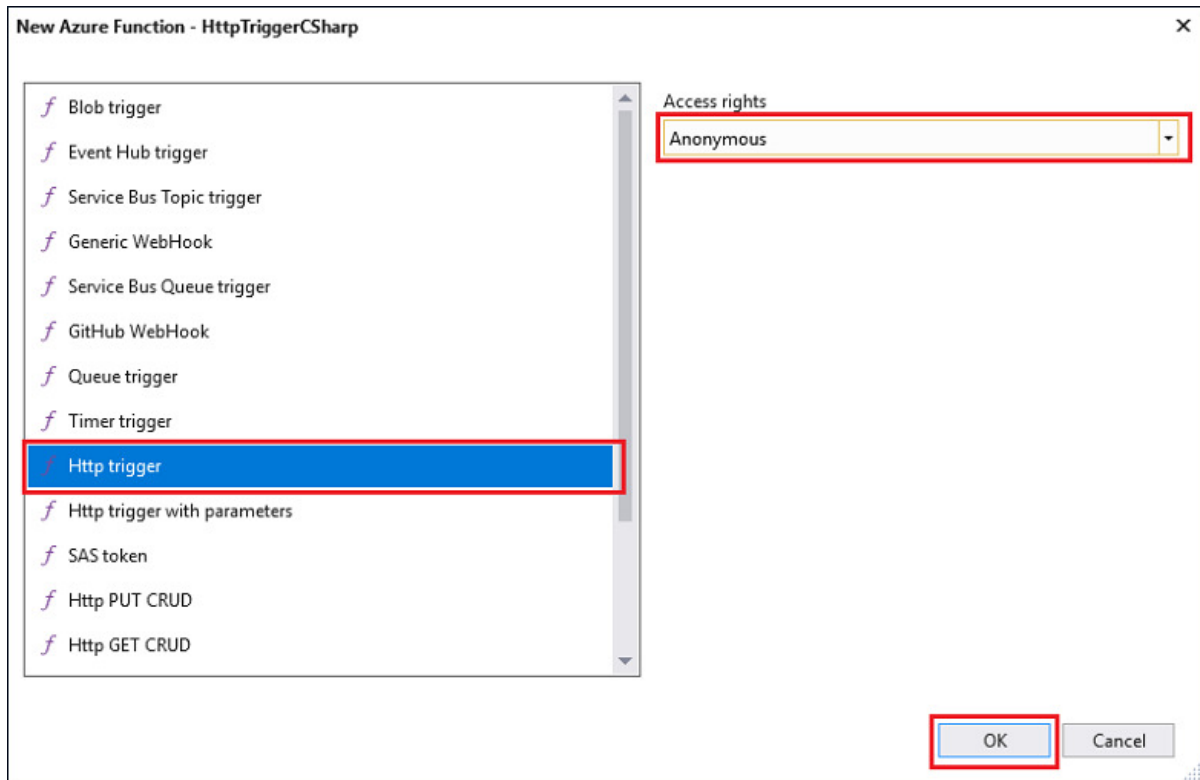 New Azure Function - HttpTriggerCSharp
Blob trigger
Event Hub trigger
Service Bus Topic trigger
Generic WebHook
Service Bus Queue trigger
GitHub WebHook
Queue trigger
Timer trigger
Http trigger
Http trigger with parameters
SAS token
Http PUT CRUD
Http GET CRUD
Access rights
Anonymous
OK
Cancel